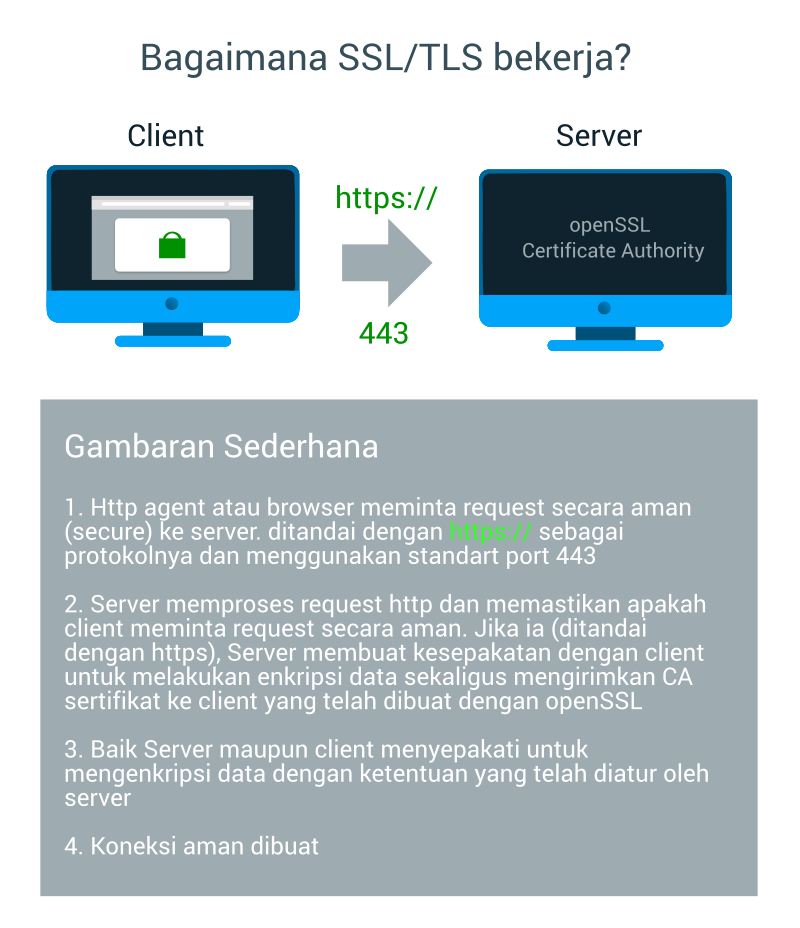 Bagaimana SSL/TLS bekerja?
Client
Server
https://
443
openSSL
Certificate Authority
Gambaran Sederhana
1. Http agent atau browser meminta request secara aman
(secure) ke server. ditandai dengan https:// sebagai
protokolnya dan menggunakan standart port 443
2. Server memproses request http dan memastikan apakah
client meminta request secara aman. Jika ia (ditandai
dengan https), Server membuat kesepakatan dengan client
untuk melakukan enkripsi data sekaligus mengirimkan CA
sertifikat ke client yang telah dibuat dengan openSSL
3. Baik Server maupun client menyepakati untuk
mengenkripsi data dengan ketentuan yang telah diatur oleh
server
4. Koneksi aman dibuat